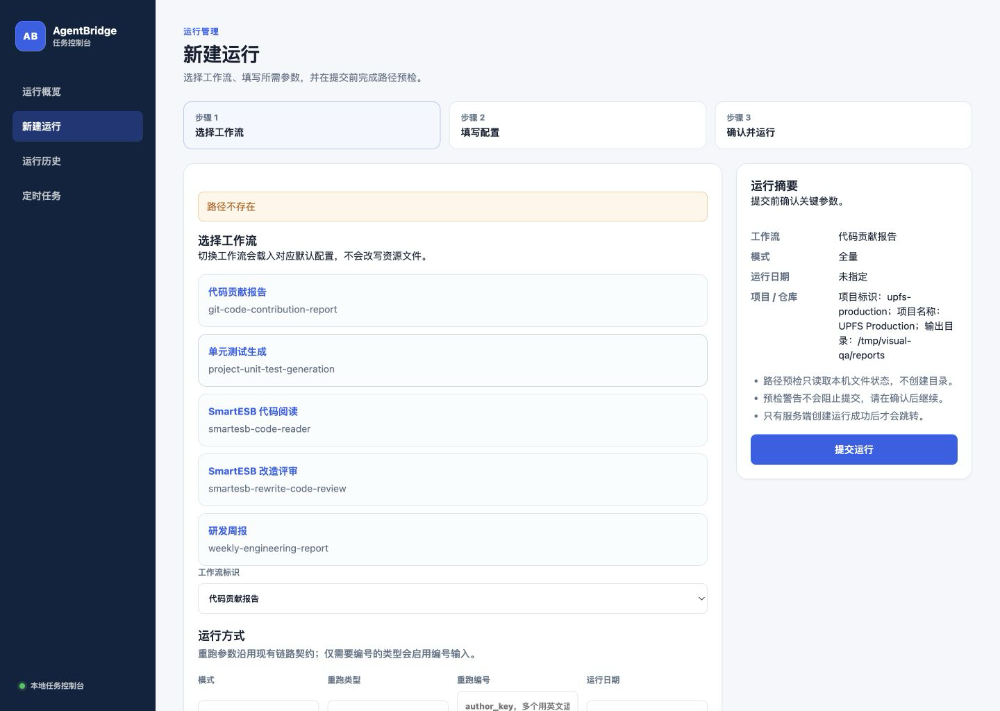 AB
AgentBridge
任务控制台
运行概览
新建运行
运行历史
定时任务
本地任务控制台
运行管理
新建运行
选择工作流、填写所需参数，并在提交前完成路径预检。
步骤 1
选择工作流
步骤 2
填写配置
步骤 3
确认并运行
路径不存在
选择工作流
切换工作流会载入对应默认配置，不会改写资源文件。
代码贡献报告
git-code-contribution-report
单元测试生成
project-unit-test-generation
SmartESB 代码阅读
smartesb-code-reader
SmartESB 改造评审
smartesb-rewrite-code-review
研发周报
weekly-engineering-report
工作流标识
代码贡献报告
运行方式
重跑参数沿用现有链路契约；仅需要编号的类型会启用编号输入。
模式
重跑类型
重跑编号
运行日期
author_key，多个用英文逗
运行摘要
提交前确认关键参数。
工作流
代码贡献报告
模式
全量
运行日期
未指定
项目 / 仓库
项目标识：upfs-
production；项目名称：
UPFS Production；输出目
录：/tmp/visual-
qa/reports
• 路径预检只读取本机文件状态，不创建目录。
• 预检警告不会阻止提交，请在确认后继续。
• 只有服务端创建运行成功后才会跳转。
提交运行